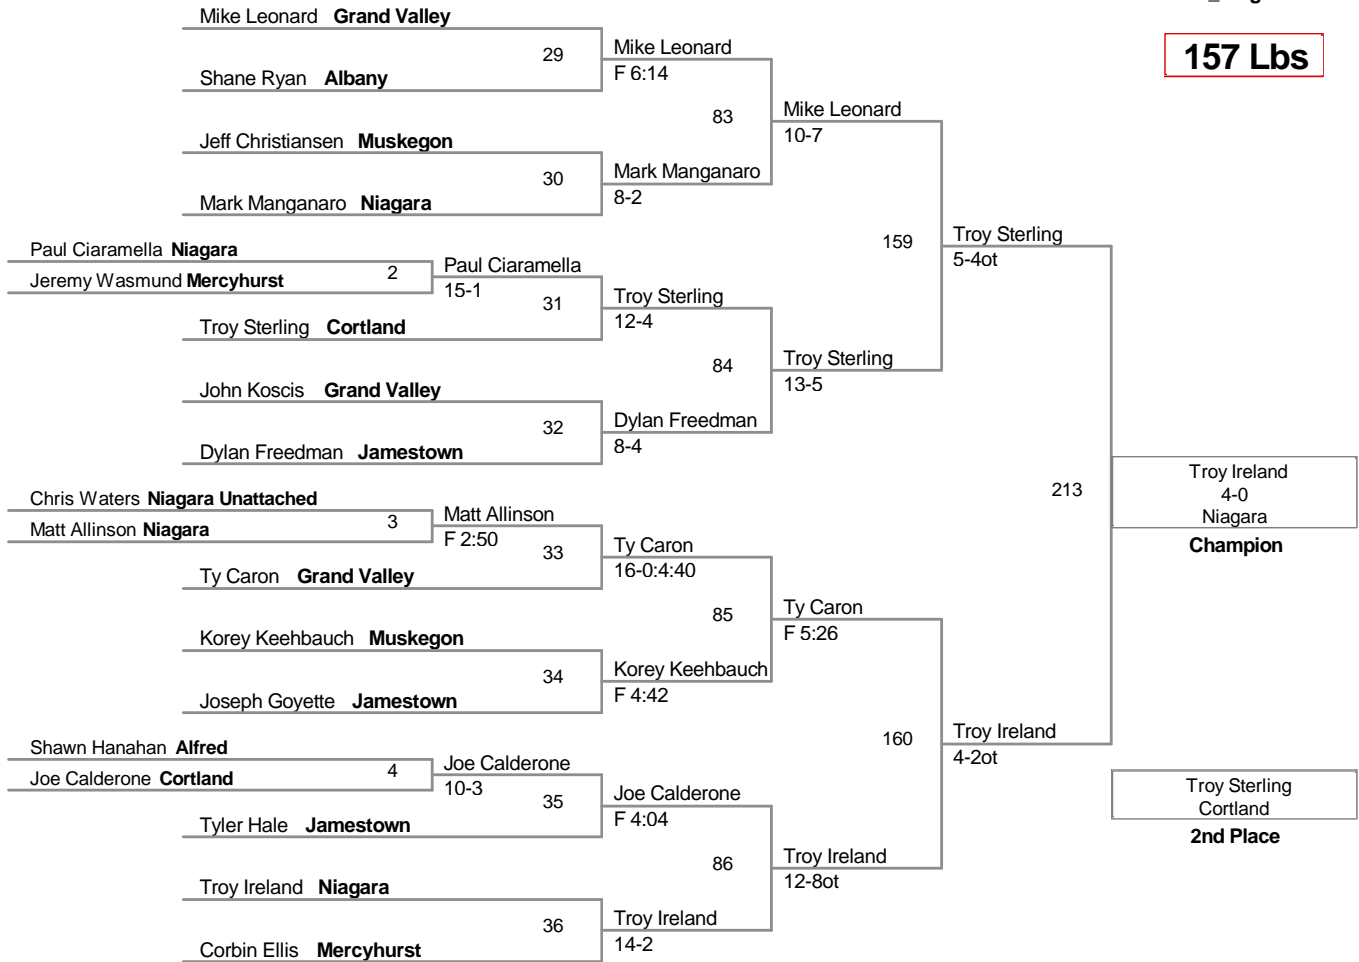 157 Lbs
Mike Leonard Grand Valley
29
Mike Leonard
F 6:14
Shane Ryan Albany
83
Mike Leonard
10-7
Jeff Christiansen Muskegon
30
Mark Manganaro
8-2
Mark Manganaro Niagara
159
Troy Sterling
5-4ot
Paul Ciaramella Niagara
2
Paul Ciaramella
15-1
Jeremy Wasmund Mercyhurst
31
Troy Sterling
12-4
Troy Sterling Cortland
84
Troy Sterling
13-5
John Koscis Grand Valley
32
Dylan Freedman
8-4
Dylan Freedman Jamestown
213
Troy Ireland
4-0
Niagara
Champion
Chris Waters Niagara Unattached
3
Matt Allinson
F 2:50
Matt Allinson Niagara
33
Ty Caron
16-0:4:40
Ty Caron Grand Valley
85
Ty Caron
F 5:26
Korey Keehbauch Muskegon
34
Korey Keehbauch
F 4:42
Joseph Goyette Jamestown
160
Troy Ireland
4-2ot
Shawn Hanahan Alfred
4
Joe Calderone
10-3
Joe Calderone Cortland
35
Joe Calderone
F 4:04
Tyler Hale Jamestown
86
Troy Ireland
12-8ot
Troy Ireland Niagara
36
Troy Ireland
14-2
Corbin Ellis Mercyhurst
Troy Sterling
Cortland
2nd Place